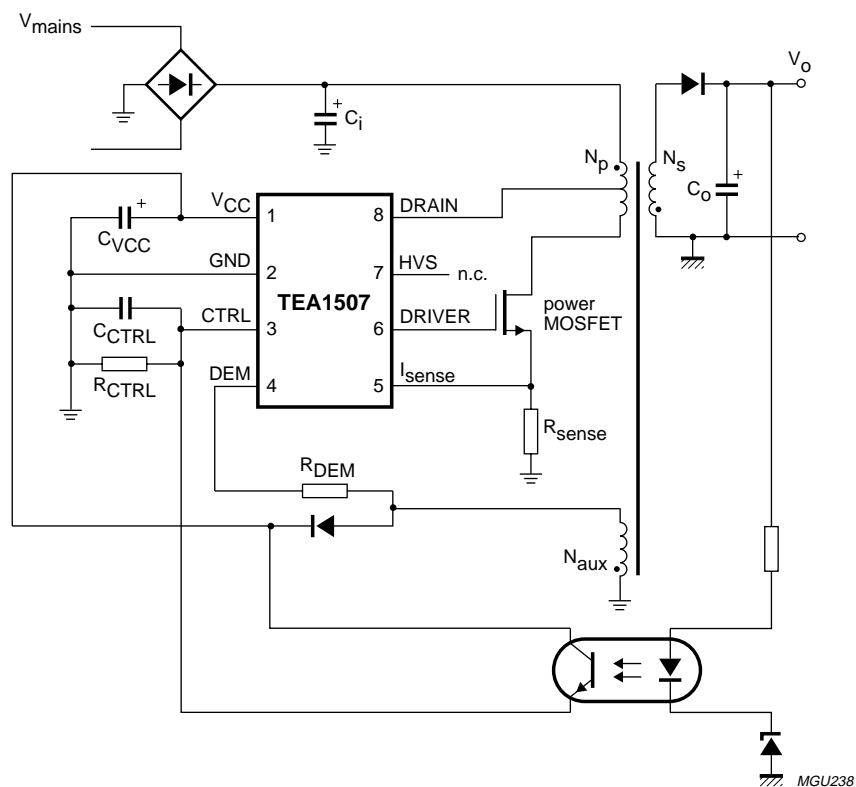 Vmains
Vo
+
Ci
Np
Ns
+
Co
+
CVCC
VCC
1
8
DRAIN
GND
2
7
HVS
n.c.
TEA1507
CCTRL
CTRL
3
6
DRIVER
power
MOSFET
RCTRL
DEM
4
5
Isense
Rsense
RDEM
Naux
MGU238